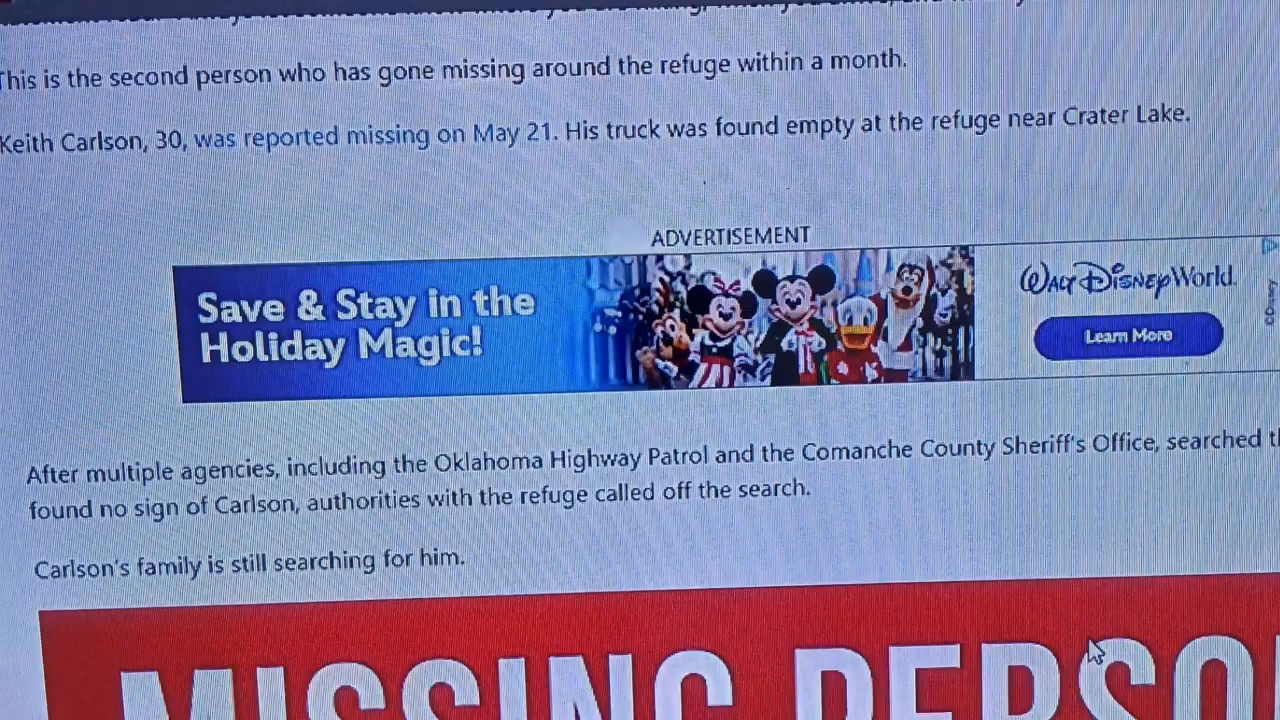 This is the second person who has gone missing around the refuge within a month.
Keith Carlson, 30, was reported missing on May 21. His truck was found empty at the refuge near Crater Lake.
ADVERTISEMENT
Save & Stay in the
Holiday Magic!
WALT DISNEY World.
Learn More
©Disney
After multiple agencies, including the Oklahoma Highway Patrol and the Comanche County Sheriff's Office, searched
found no sign of Carlson, authorities with the refuge called off the search.
Carlson's family is still searching for him.
MISSING PERSO